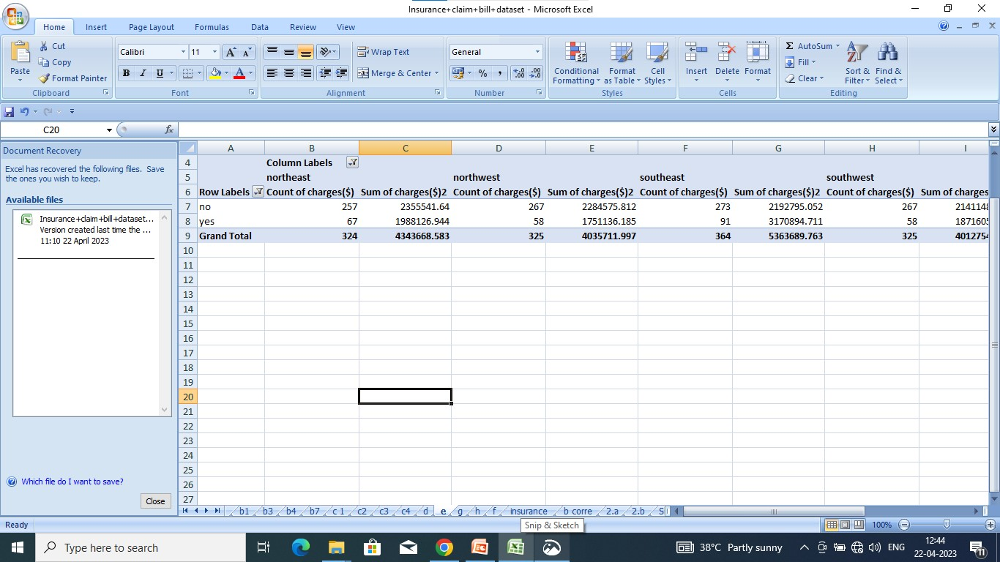 Insurance+claim+bill+dataset - Microsoft Excel
Home Insert Page Layout Formulas Data Review View
Paste
Cut
Copy
Format Painter
Clipboard
Calibri 11 A A
B I U A
Font
Wrap Text
Merge & Center
Alignment
General
% ,
Number
Conditional Formatting
Format as Table
Cell Styles
Styles
Insert Delete Format
Cells
Σ AutoSum
Fill
Clear
Sort & Filter
Find & Select
Editing
C20 fx
Document Recovery
Excel has recovered the following files. Save
the ones you wish to keep.
Available files
Insurance+claim+bill+dataset...
Version created last time the ...
11:10 22 April 2023
Which file do I want to save?
Close
A B C D E F G H I
4 Column Labels
5 northeast northwest southeast southwest
6 Row Labels Count of charges($) Sum of charges($)2 Count of charges($) Sum of charges($)2 Count of charges($) Sum of charges($)2 Count of charges($) Sum of charges
7 no 257 2355541.64 267 2284575.812 273 2192795.052 267 2141148
8 yes 67 1988126.944 58 1751136.185 91 3170894.711 58 1871605
9 Grand Total 324 4343668.583 325 4035711.997 364 5363689.763 325 4012754
10
11
12
13
14
15
16
17
18
19
20
21
22
23
24
25
26
27
b1 b3 b4 b7 c 1 c2 c3 c4 d e g h f insurance b corre 2.a 2.b S
Snip & Sketch
Ready 100%
Type here to search
38°C Partly sunny
ENG
12:44
22-04-2023
11